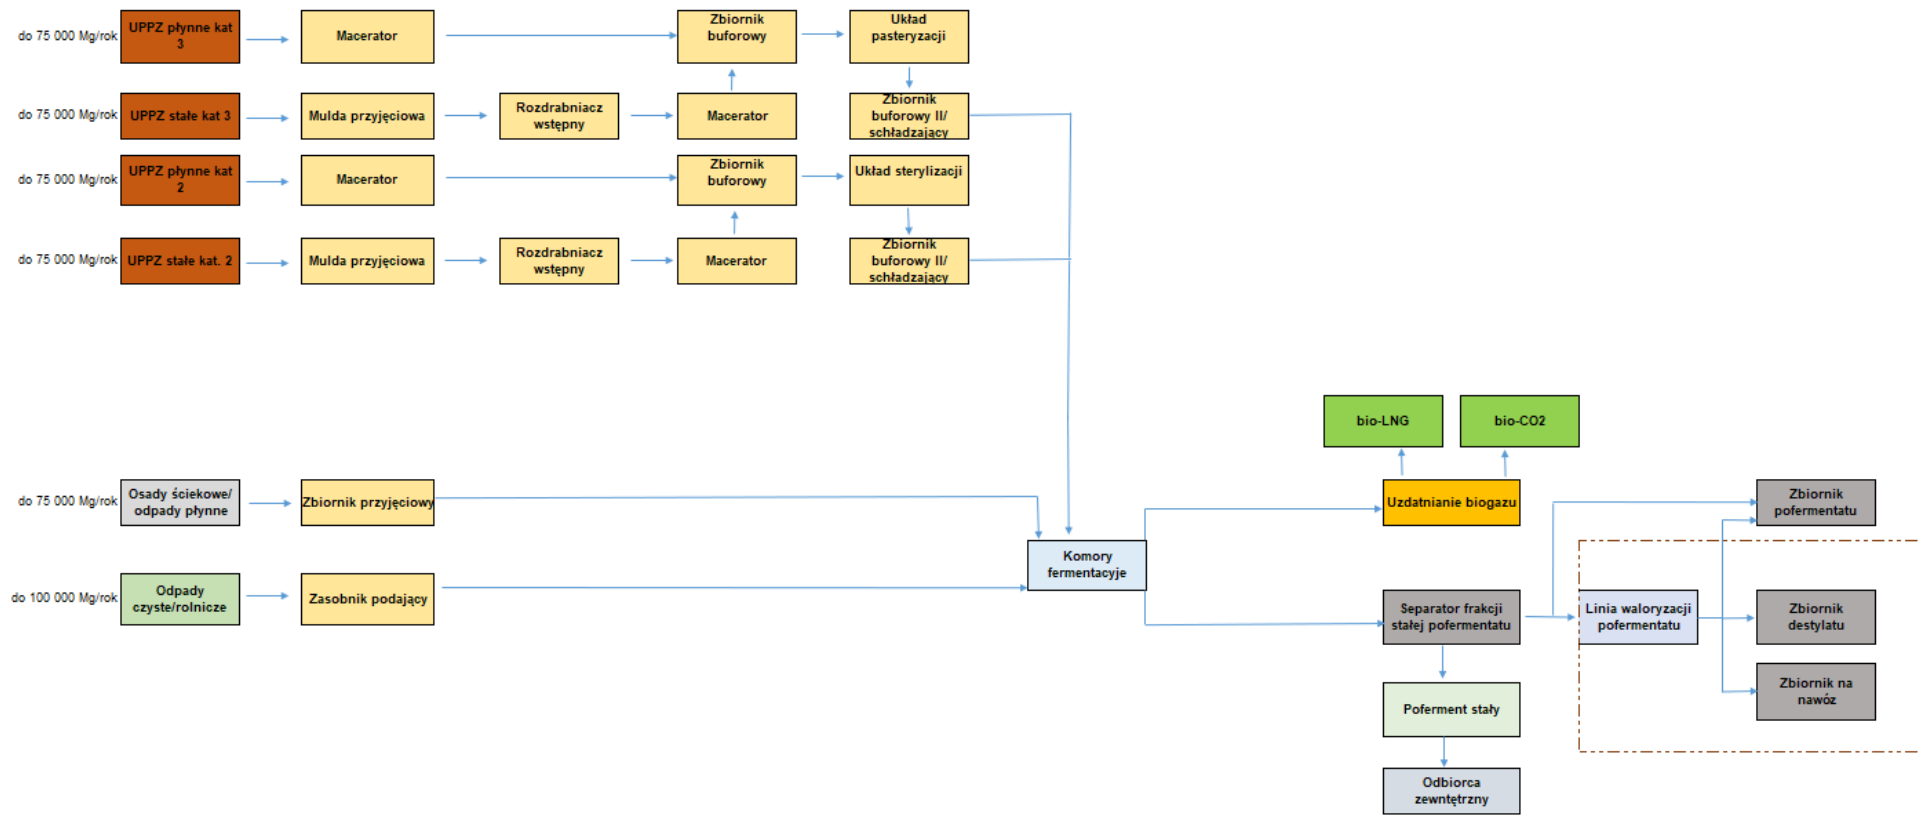 do 75 000 Mg/rok
UPPZ płynne kat
3
Macerator
Zbiornik
buforowy
Układ
pasteryzacji
do 75 000 Mg/rok
UPPZ stałe kat 3
Mulda przyjęciowa
Rozdrabniacz
wstępny
Macerator
Zbiornik
buforowy II/
schładzający
do 75 000 Mg/rok
UPPZ płynne kat
2
Macerator
Zbiornik
buforowy
Układ sterylizacji
do 75 000 Mg/rok
UPPZ stałe kat. 2
Mulda przyjęciowa
Rozdrabniacz
wstępny
Macerator
Zbiornik
buforowy II/
schładzający
bio-LNG
bio-CO2
do 75 000 Mg/rok
Osady ściekowe/
odpady płynne
Zbiornik przyjęciowy
Uzdatnianie biogazu
Zbiornik
pofermentatu
Komory
fermentacyje
do 100 000 Mg/rok
Odpady
czyste/rolnicze
Zasobnik podający
Separator frakcji
stałej pofermentatu
Linia waloryzacji
pofermentatu
Zbiornik
destylatu
Poferment stały
Zbiornik na
nawóz
Odbiorca
zewntętrzny